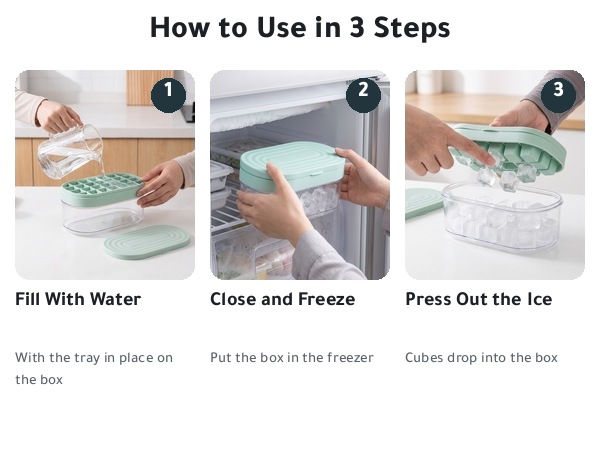 How to Use in 3 Steps
1
2
3
Fill With Water
Close and Freeze
Press Out the Ice
With the tray in place on
the box
Put the box in the freezer
Cubes drop into the box